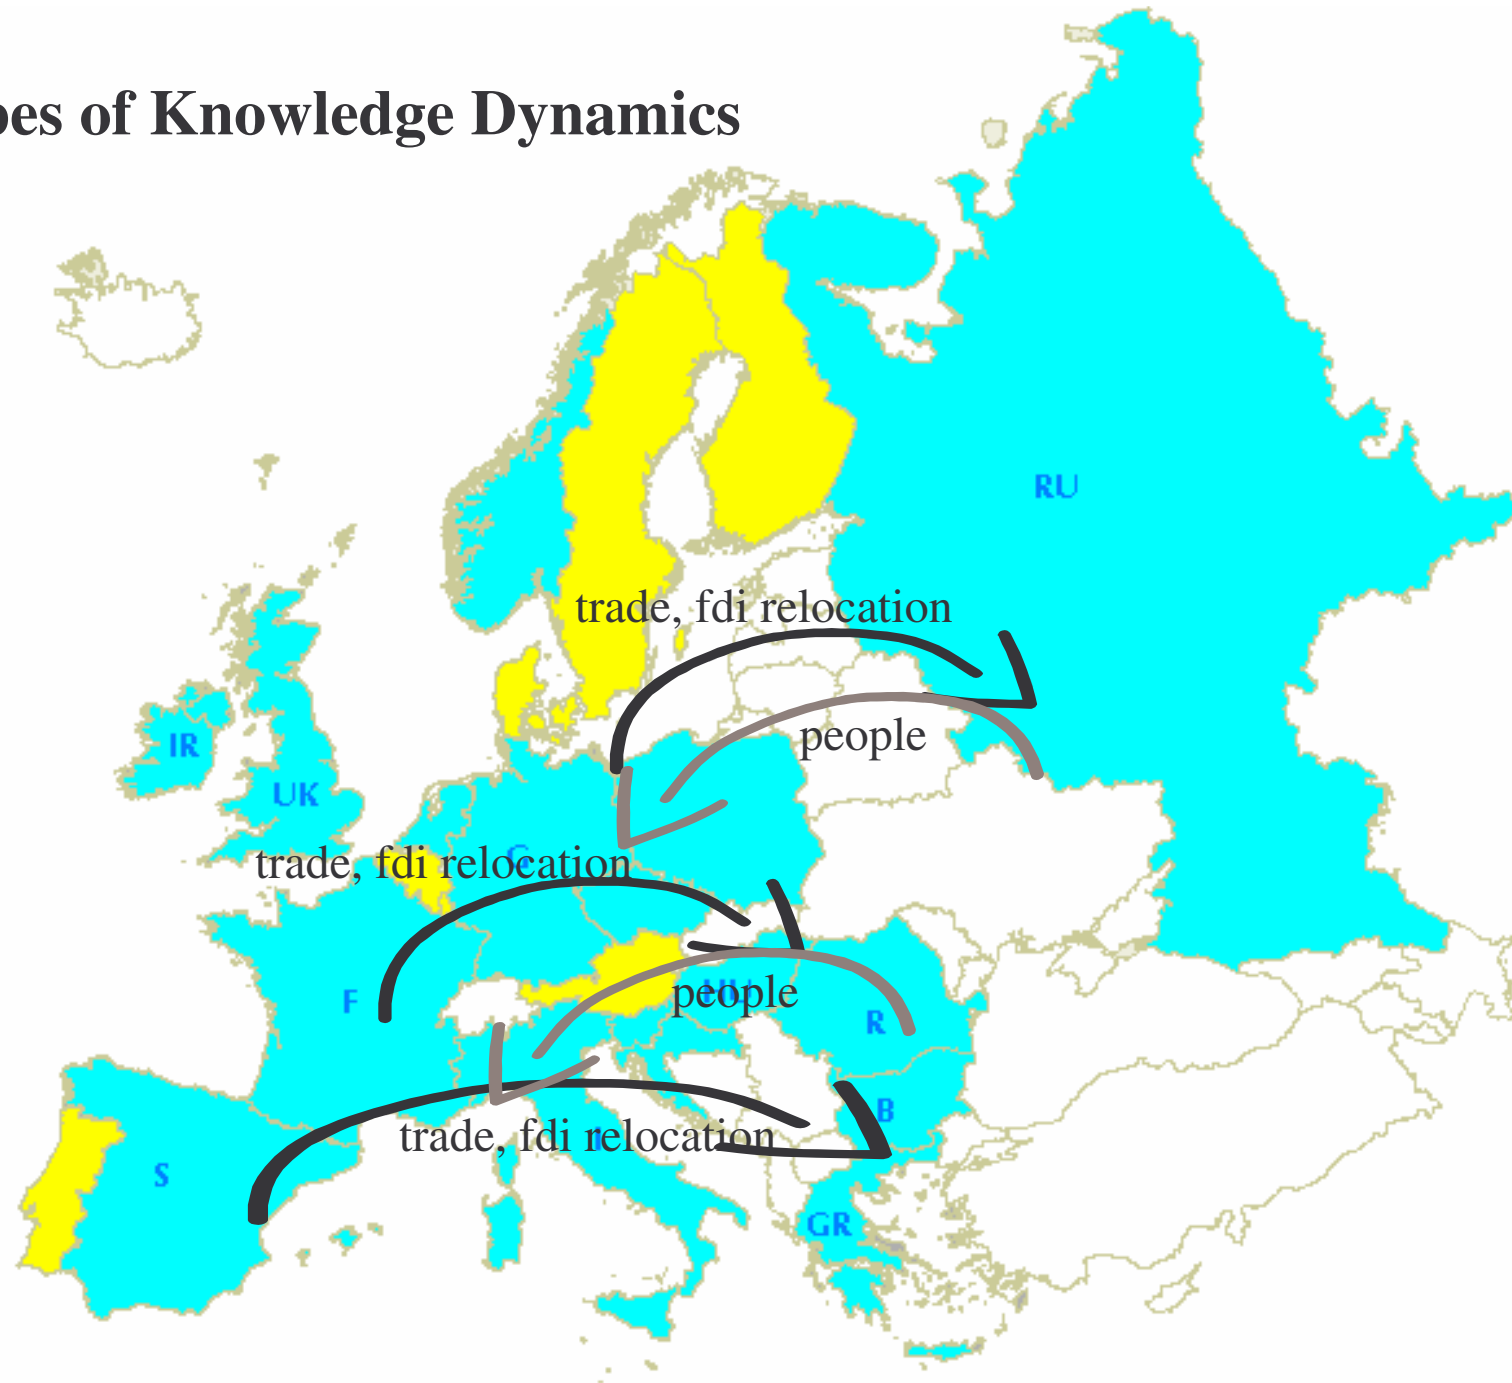 pes of Knowledge Dynamics
RU
trade, fdi relocation
people
IR
UK
G
trade, fdi relocation
F
people
HU
R
B
trade, fdi relocation
I
S
GR